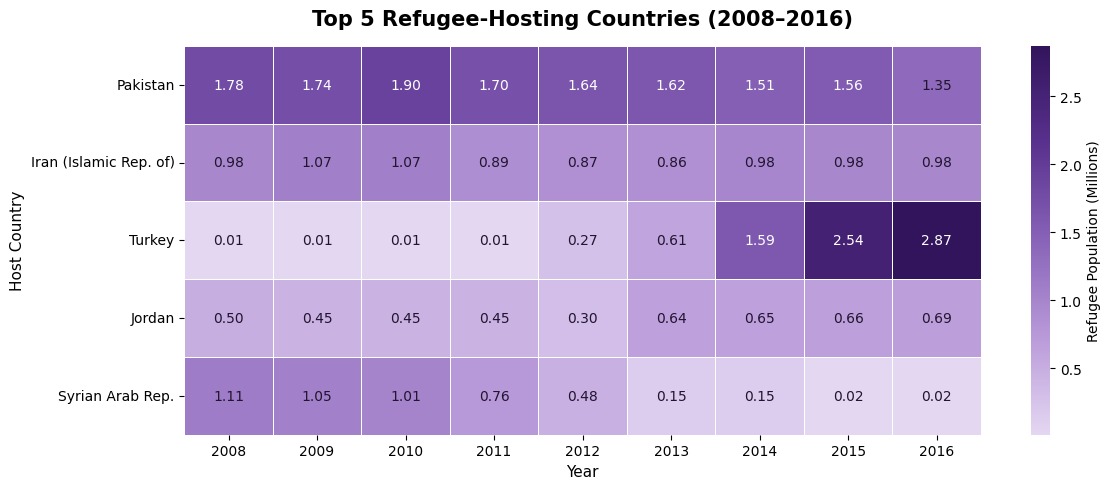 Top 5 Refugee-Hosting Countries (2008–2016)
Host Country
Pakistan 1.78 1.74 1.90 1.70 1.64 1.62 1.51 1.56 1.35
Iran (Islamic Rep. of) 0.98 1.07 1.07 0.89 0.87 0.86 0.98 0.98 0.98
Turkey 0.01 0.01 0.01 0.01 0.27 0.61 1.59 2.54 2.87
Jordan 0.50 0.45 0.45 0.45 0.30 0.64 0.65 0.66 0.69
Syrian Arab Rep. 1.11 1.05 1.01 0.76 0.48 0.15 0.15 0.02 0.02
2008 2009 2010 2011 2012 2013 2014 2015 2016
Year
2.5
2.0
1.5
1.0
0.5
Refugee Population (Millions)